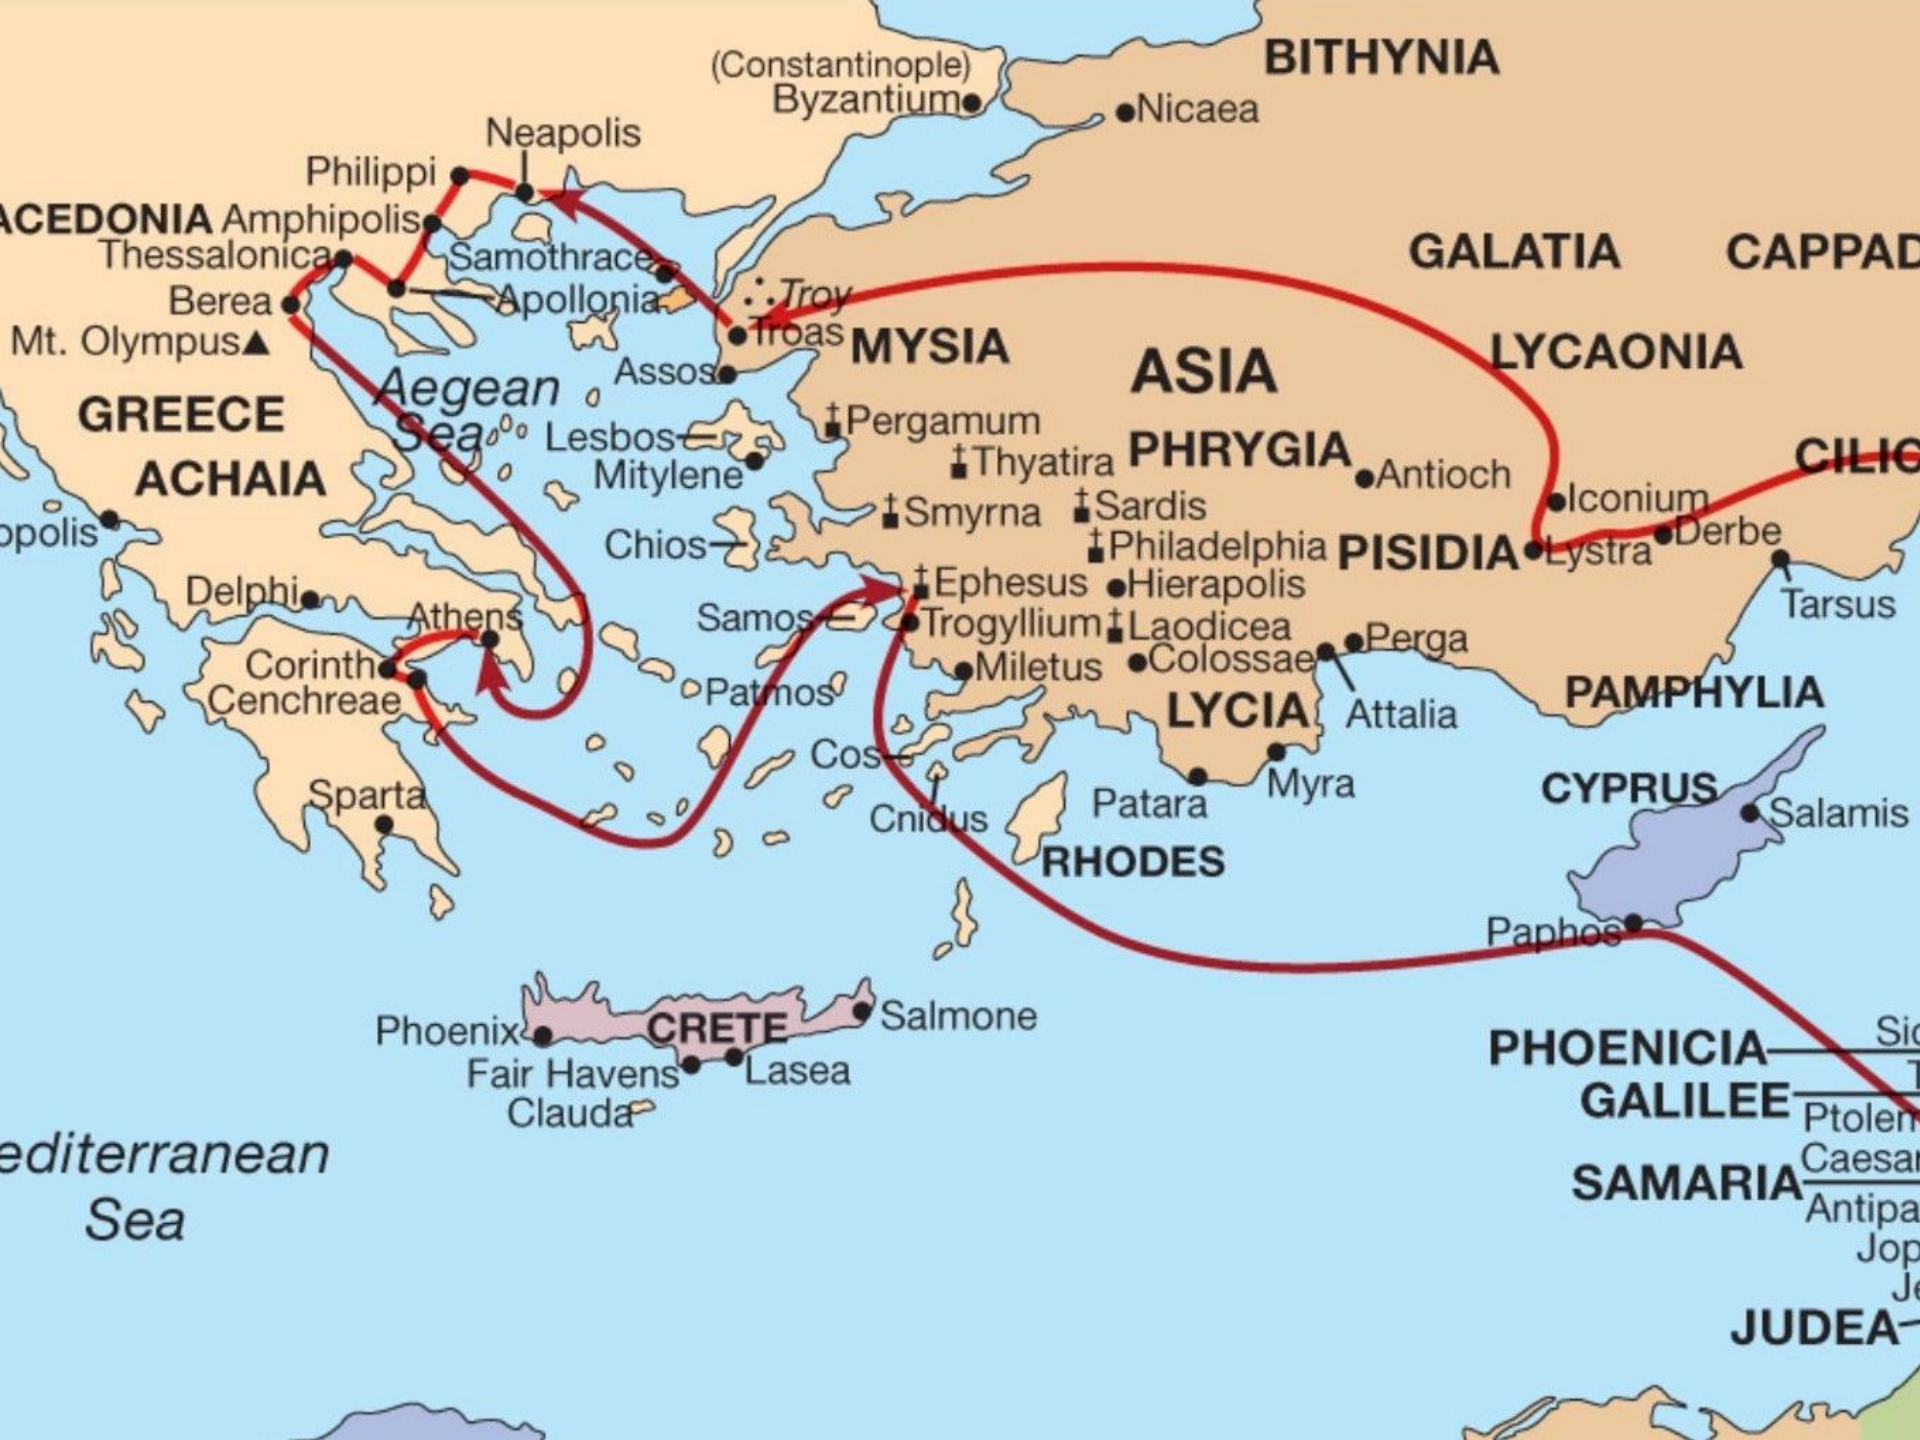 BITHYNIA
(Constantinople)
Byzantium
Nicaea
Neapolis
Philippi
ACEDONIA
Amphipolis
Thessalonica
Samothrace
GALATIA
CAPPAD
Berea
Apollonia
Troy
Troas
Mt. Olympus
MYSIA
LYCAONIA
Assos
ASIA
Aegean
Sea
GREECE
Pergamum
Lesbos
PHRYGIA
CILIC
Mitylene
Thyatira
Antioch
ACHAIA
Smyrna
Sardis
Iconium
opolis
Chios
Philadelphia
PISIDIA
Lystra
Derbe
Delphi
Ephesus
Hierapolis
Tarsus
Athens
Samos
Trogyllium
Laodicea
Perga
Corinth
Miletus
Colossae
Cenchreae
Patmos
LYCIA
Attalia
PAMPHYLIA
Cos
Sparta
Cnidus
Patara
Myra
CYPRUS
Salamis
RHODES
Paphos
Phoenix
CRETE
Salmone
PHOENICIA
Sid
Fair Havens
Lasea
T
GALILEE
Clauda
Ptolem
editerranean
Sea
Caesar
SAMARIA
Antipa
Jop
Je
JUDEA